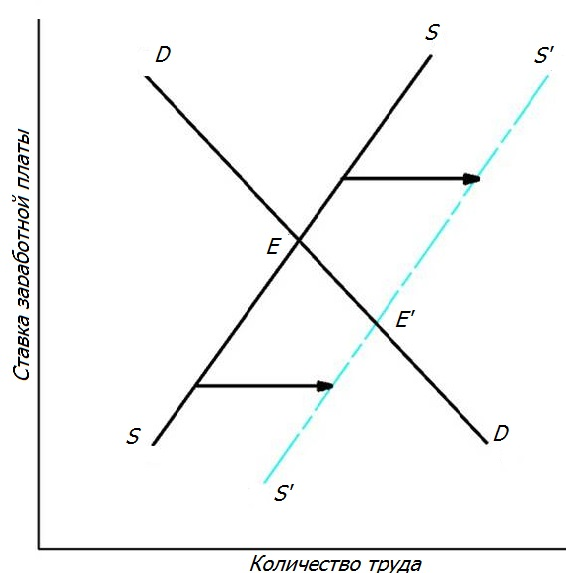 S
D
S'
Ставка заработной платы
E
E'
S
D
S'
Количество труда